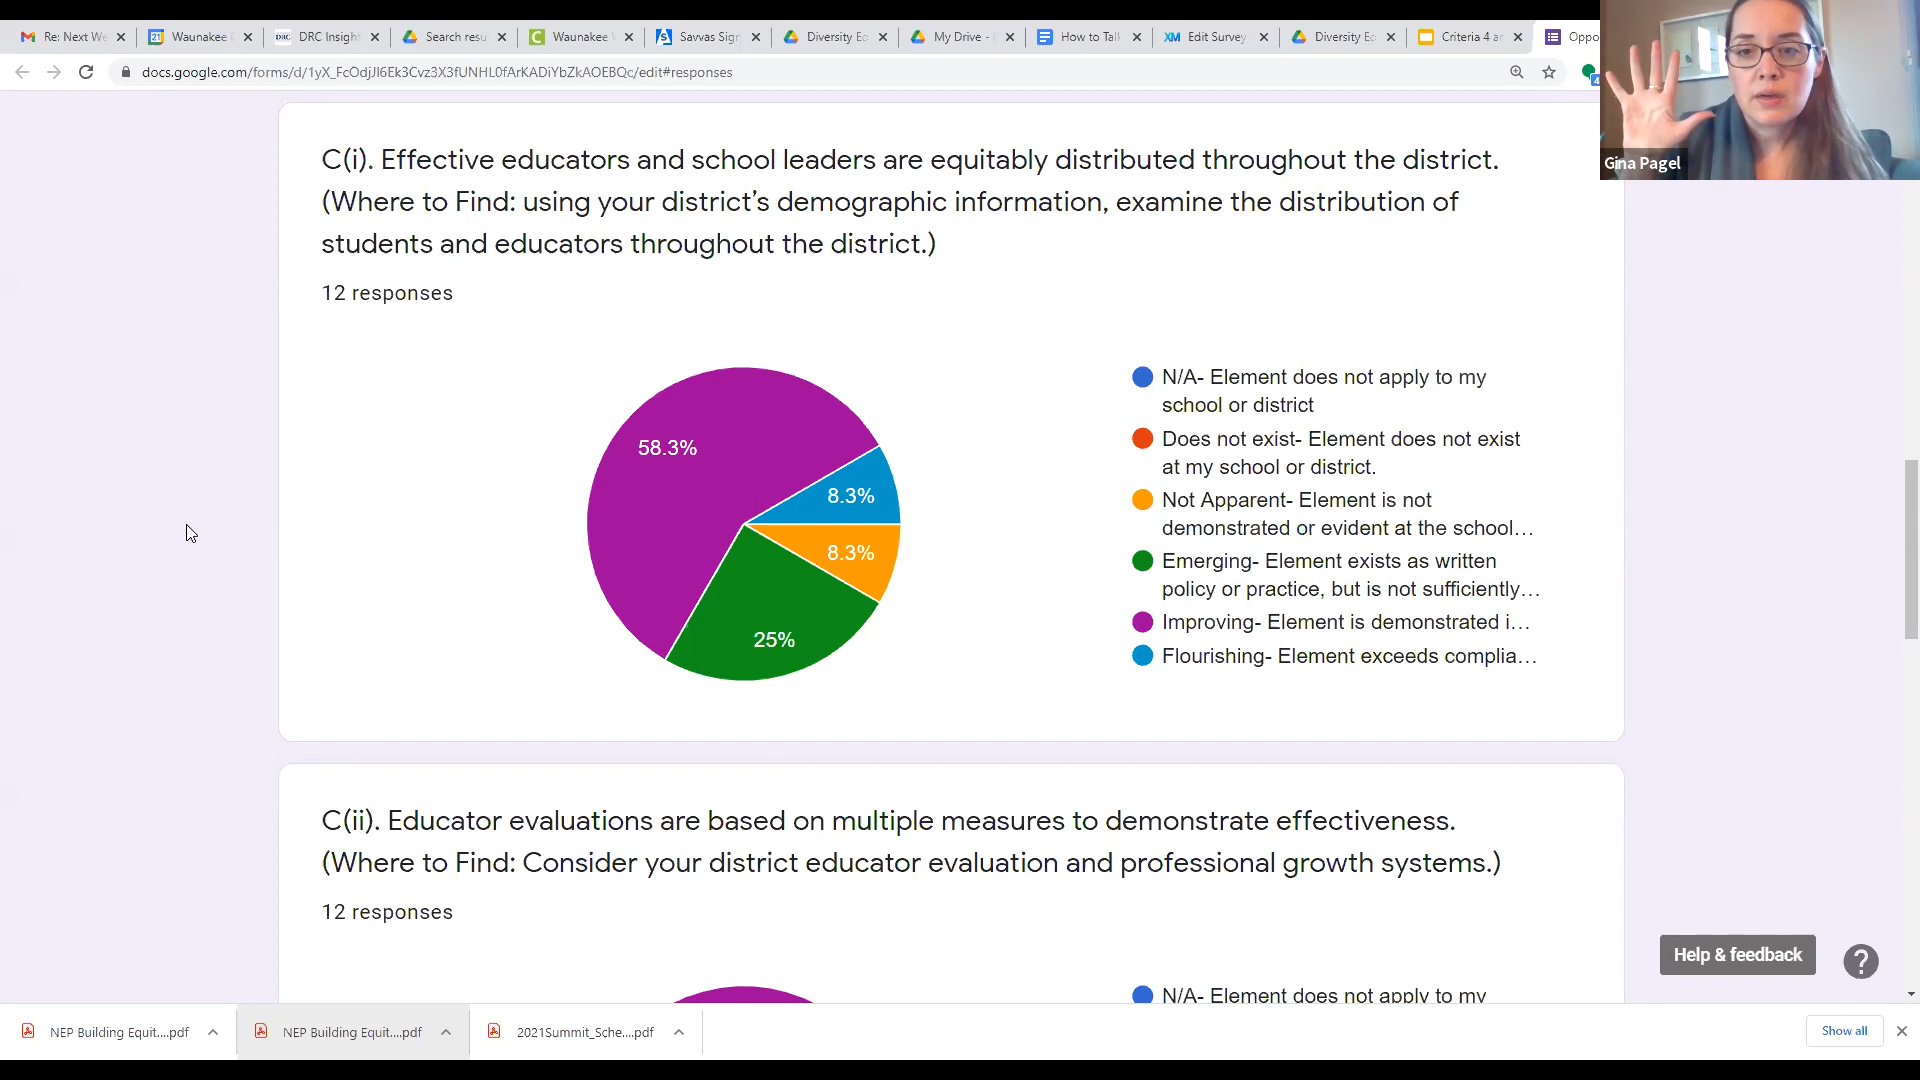 Re: Next We
Waunakee
DRC Insight
Search resu
Waunakee
Savvas Sign
Diversity Ec
My Drive -
How to Talk
Edit Survey
Diversity Ec
Criteria 4 ar
Oppo
docs.google.com/forms/d/1yX_FcOdjJI6Ek3Cvz3X3fUNHL0fArKADiYbZkAOEBQc/edit#responses
Gina Pagel
C(i). Effective educators and school leaders are equitably distributed throughout the district.
(Where to Find: using your district’s demographic information, examine the distribution of
students and educators throughout the district.)
12 responses
58.3%
8.3%
8.3%
25%
N/A- Element does not apply to my
school or district
Does not exist- Element does not exist
at my school or district.
Not Apparent- Element is not
demonstrated or evident at the school…
Emerging- Element exists as written
policy or practice, but is not sufficiently…
Improving- Element is demonstrated i…
Flourishing- Element exceeds complia…
C(ii). Educator evaluations are based on multiple measures to demonstrate effectiveness.
(Where to Find: Consider your district educator evaluation and professional growth systems.)
12 responses
N/A- Element does not apply to my
Help & feedback
NEP Building Equit....pdf
NEP Building Equit....pdf
2021Summit_Sche....pdf
Show all